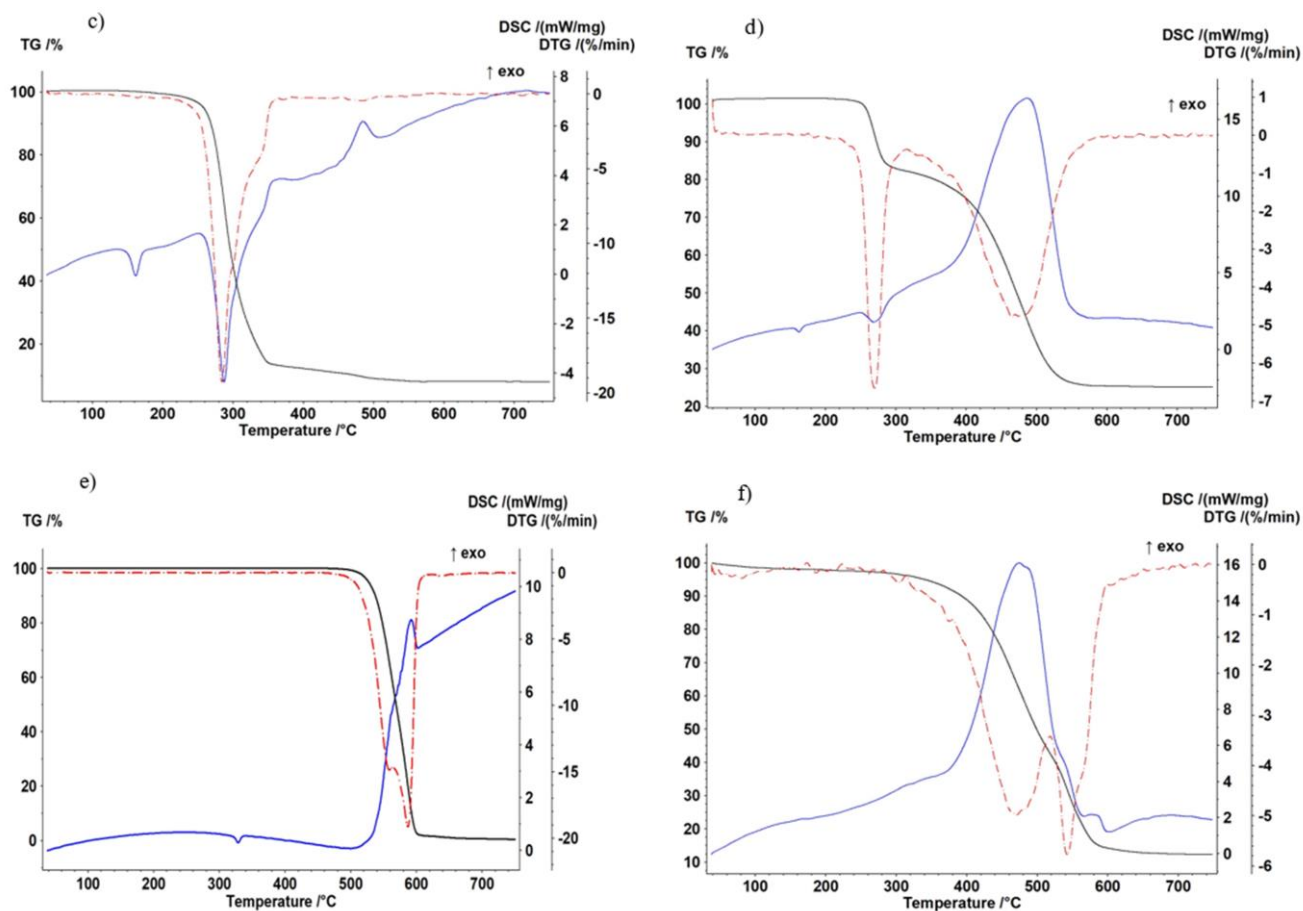 c)
TG /%
DSC /(mW/mg)
DTG /(%/min)
↑ exo
100
80
60
40
20
8
6
4
2
0
-2
-4
0
-5
-10
-15
-20
100 200 300 400 500 600 700
Temperature /°C
d)
TG /%
DSC /(mW/mg)
DTG /(%/min)
↑ exo
100
90
80
70
60
50
40
30
20
15
10
5
0
1
0
-1
-2
-3
-4
-5
-6
-7
100 200 300 400 500 600 700
Temperature /°C
e)
TG /%
DSC /(mW/mg)
DTG /(%/min)
↑ exo
100
80
60
40
20
0
10
8
6
4
2
0
0
-5
-10
-15
-20
100 200 300 400 500 600 700
Temperature /°C
f)
TG /%
DSC /(mW/mg)
DTG /(%/min)
↑ exo
100
90
80
70
60
50
40
30
20
10
16
14
12
10
8
6
4
2
0
0
-1
-2
-3
-4
-5
-6
100 200 300 400 500 600 700
Temperature /°C